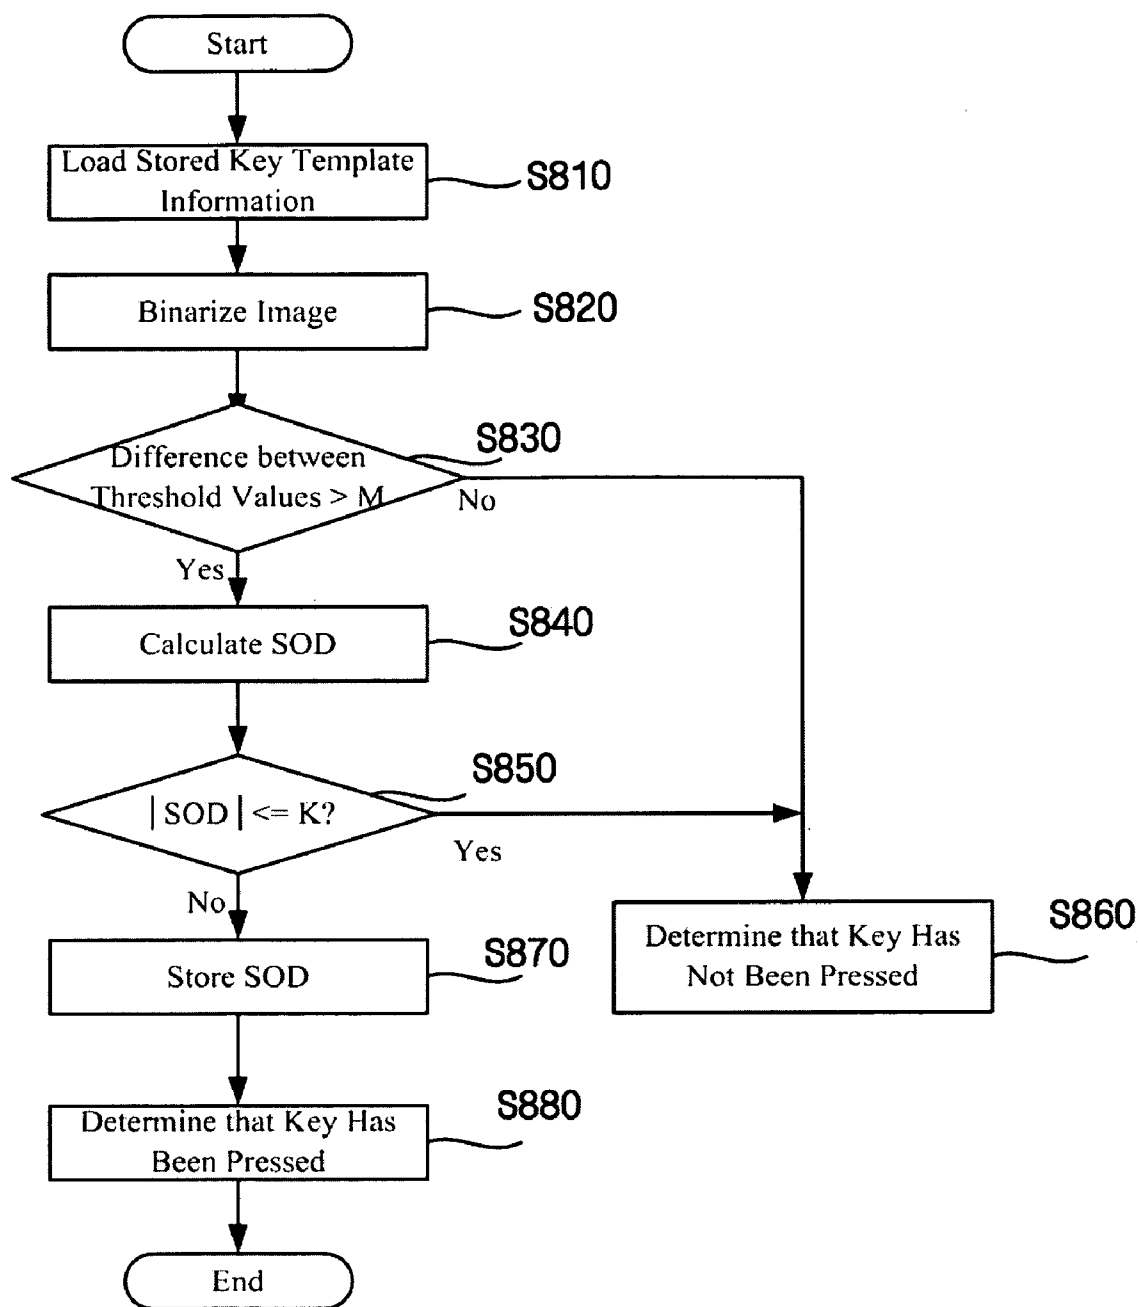 Start
Load Stored Key Template
Information
S810
Binarize Image
S820
S830
Difference between
Threshold Values > M
No
Yes
Calculate SOD
S840
S850
|SOD| <= K?
Yes
No
Store SOD
S870
Determine that Key Has
Not Been Pressed
S860
Determine that Key Has
Been Pressed
S880
End